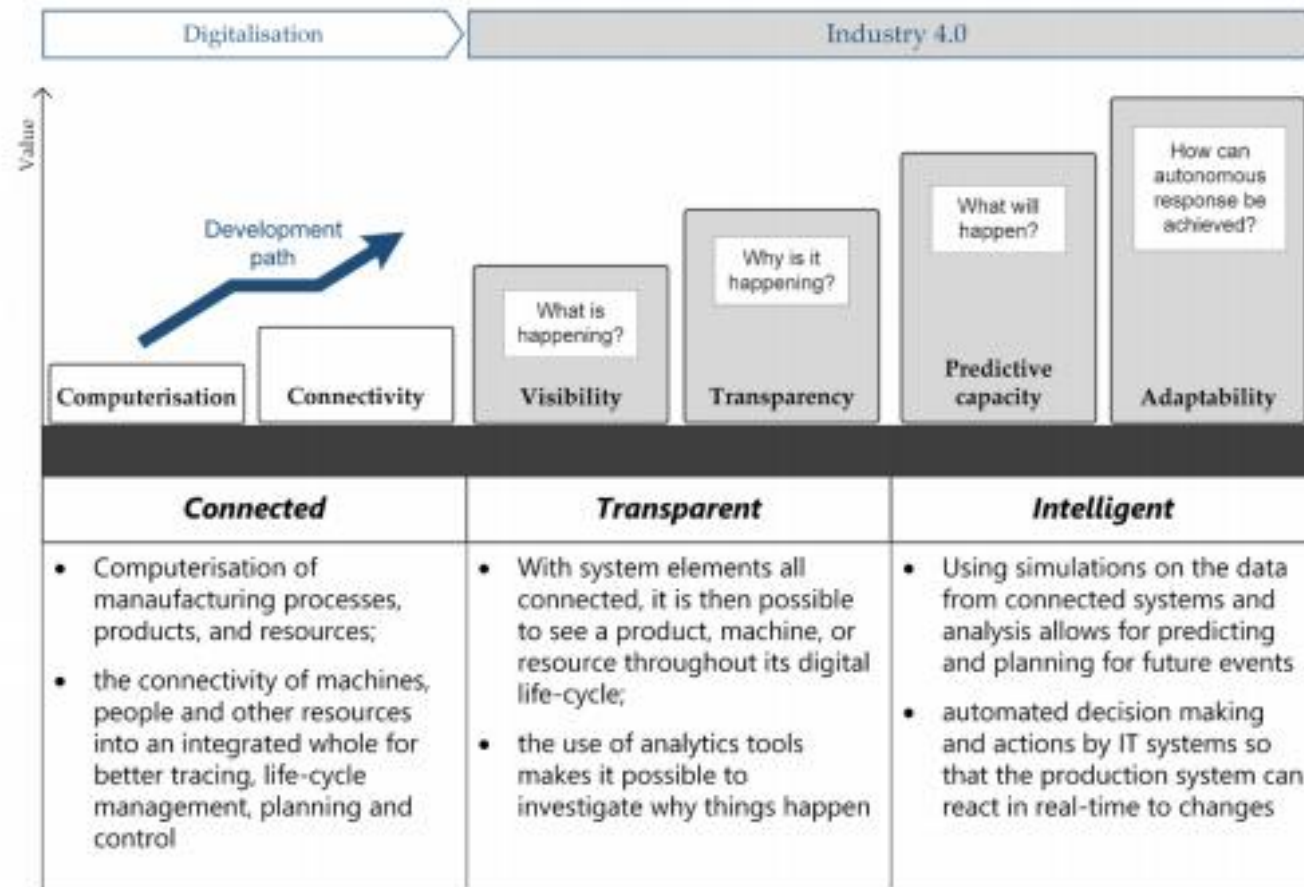 Digitalisation
Industry 4.0
Value
Development
path
Computerisation
Connectivity
What is
happening?
Visibility
Why is it
happening?
Transparency
What will
happen?
Predictive
capacity
How can
autonomous
response be
achieved?
Adaptability
Connected
• Computerisation of
manaufacturing processes,
products, and resources;
• the connectivity of machines,
people and other resources
into an integrated whole for
better tracing, life-cycle
management, planning and
control
Transparent
• With system elements all
connected, it is then possible
to see a product, machine, or
resource throughout its digital
life-cycle;
• the use of analytics tools
makes it possible to
investigate why things happen
Intelligent
• Using simulations on the data
from connected systems and
analysis allows for predicting
and planning for future events
• automated decision making
and actions by IT systems so
that the production system can
react in real-time to changes